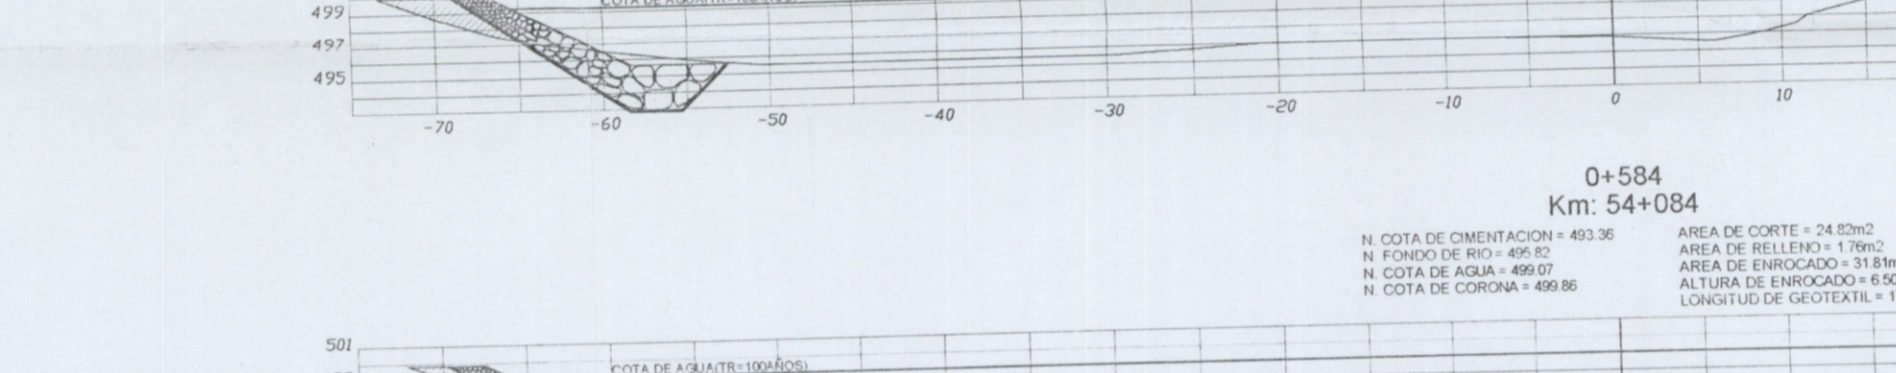 499
497
495
-70 -60 -50 -40 -30 -20 -10 0 10
0+584
Km: 54+084
N. COTA DE CIMENTACION = 493.36
N. FONDO DE RIO = 495.82
N. COTA DE AGUA = 499.07
N. COTA DE CORONA = 499.86
AREA DE CORTE = 24.82m2
AREA DE RELLENO = 1.76m2
AREA DE ENROCADO = 31.81m
ALTURA DE ENROCADO = 6.50
LONGITUD DE GEOTEXTIL = 1
501
COTA DE AGUA(TR=100AÑOS)